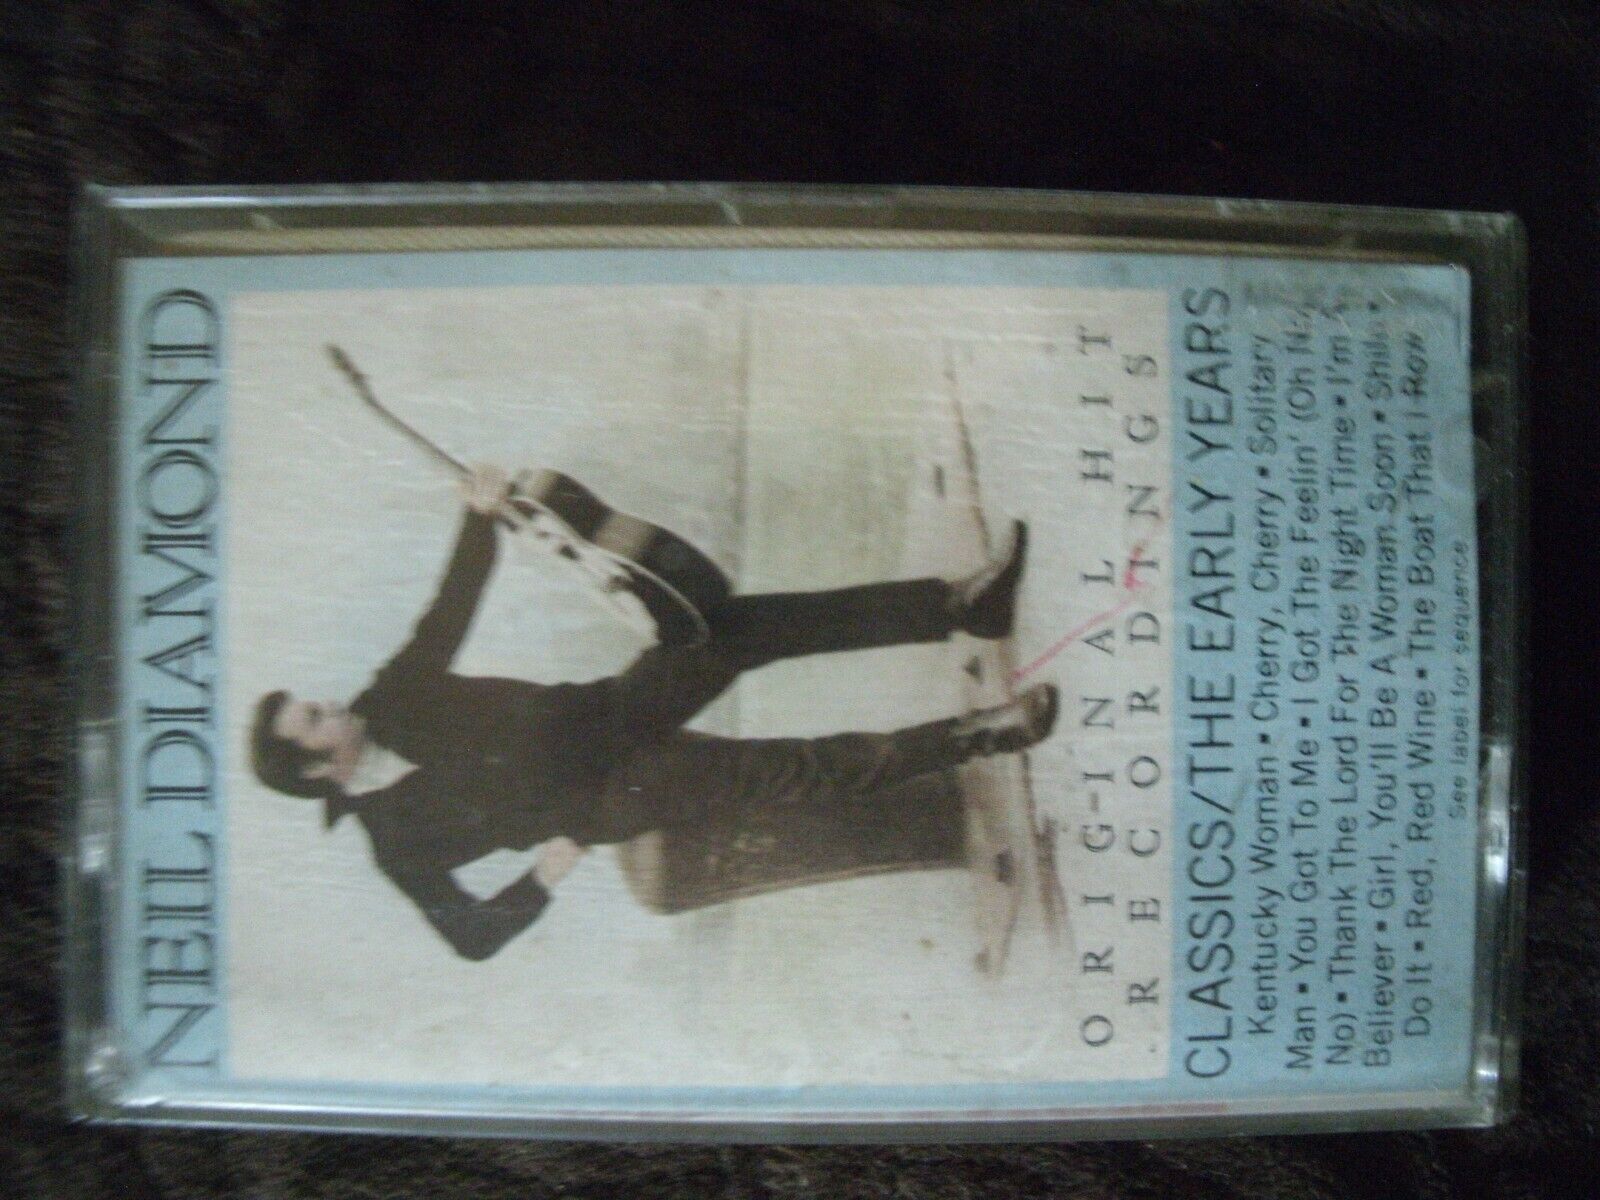 NEIL DIAMOND
ORIG-INAL HIT
RECORDINGS
CLASSICS/THE EARLY YEARS
Kentucky Woman • Cherry, Cherry • Solitary
Man • You Got To Me • I Got The Feelin' (Oh No,
No) • Thank The Lord For The Night Time • I'm A
Believer • Girl, You'll Be A Woman Soon • Shilo •
Do It • Red, Red Wine • The Boat That I Row
See label for sequence